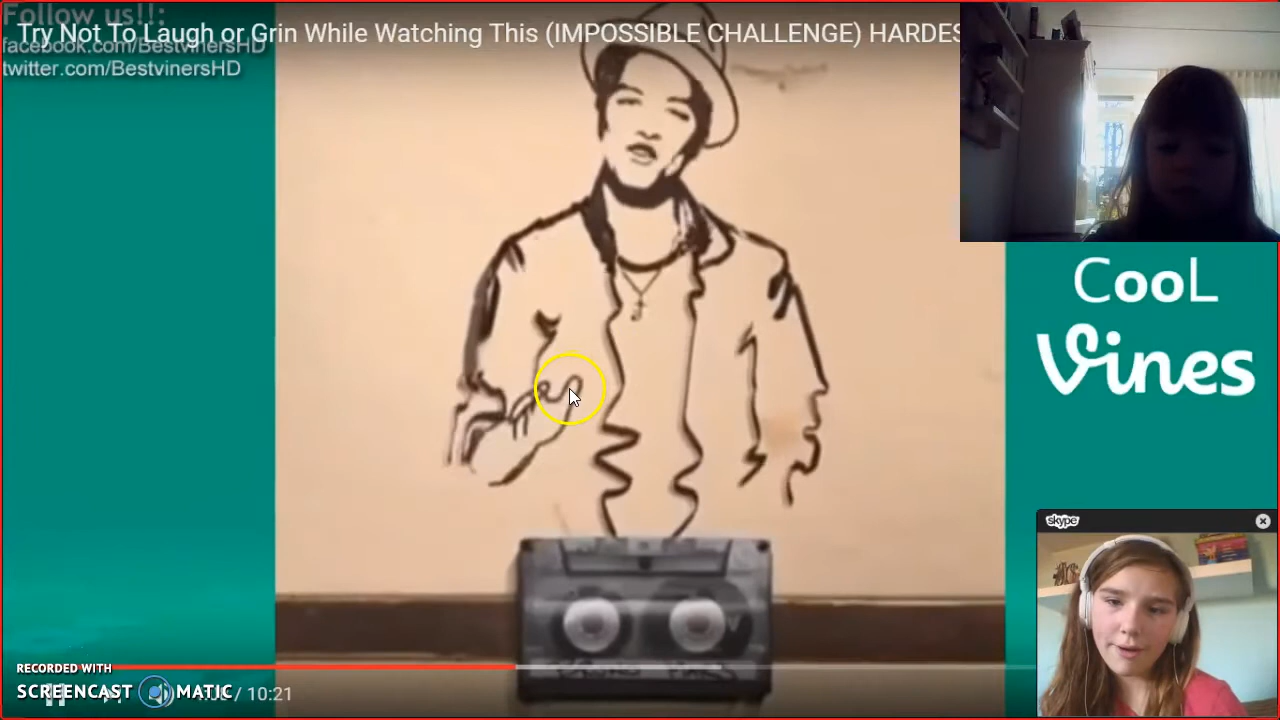 Follow us!!:
Try Not To Laugh or Grin While Watching This (IMPOSSIBLE CHALLENGE) HARDES
facebook.com/BestvinersHD
twitter.com/BestvinersHD
CooL
Vines
skype
RECORDED WITH
SCREENCAST MATIC
/ 10:21